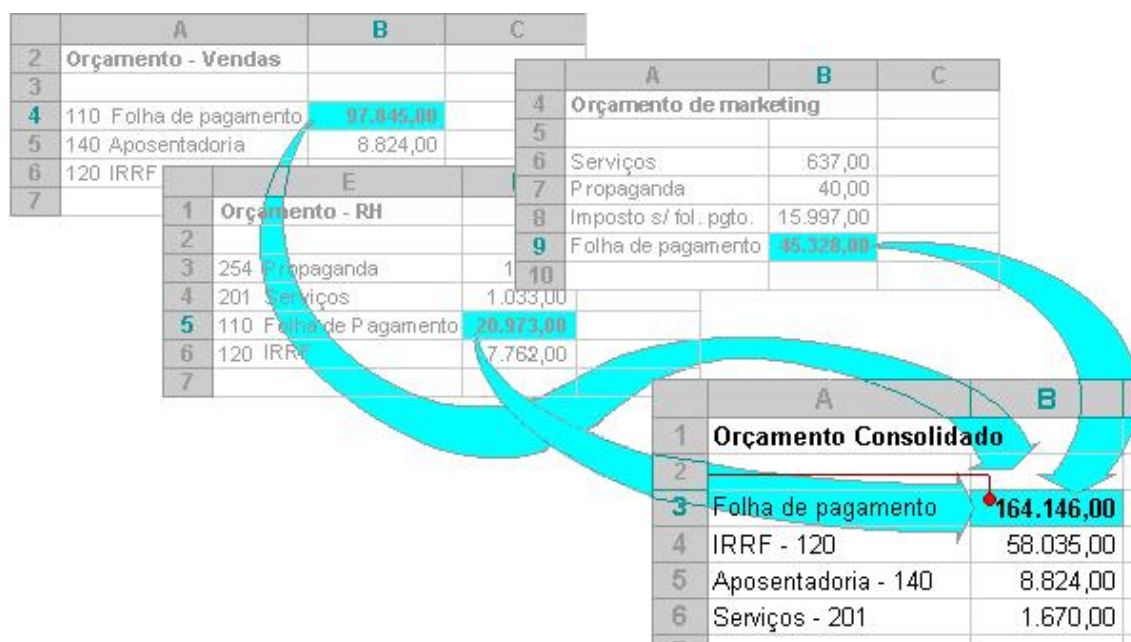 A B C
2 Orçamento - Vendas
3
4 110 Folha de pagamento 97.845,00
5 140 Aposentadoria 8.824,00
6 120 IRRF
7
A B C
4 Orçamento de marketing
5
6 Serviços 637,00
7 Propaganda 40,00
8 Imposto s/ fol. pgto. 15.997,00
9 Folha de pagamento 45.328,00
10
E
1 Orçamento - RH
2
3 254 Propaganda 1
4 201 Serviços 1.033,00
5 110 Folha de Pagamento 20.973,00
6 120 IRRF 7.762,00
7
A B
1 Orçamento Consolidado
2
3 Folha de pagamento 164.146,00
4 IRRF - 120 58.035,00
5 Aposentadoria - 140 8.824,00
6 Serviços - 201 1.670,00